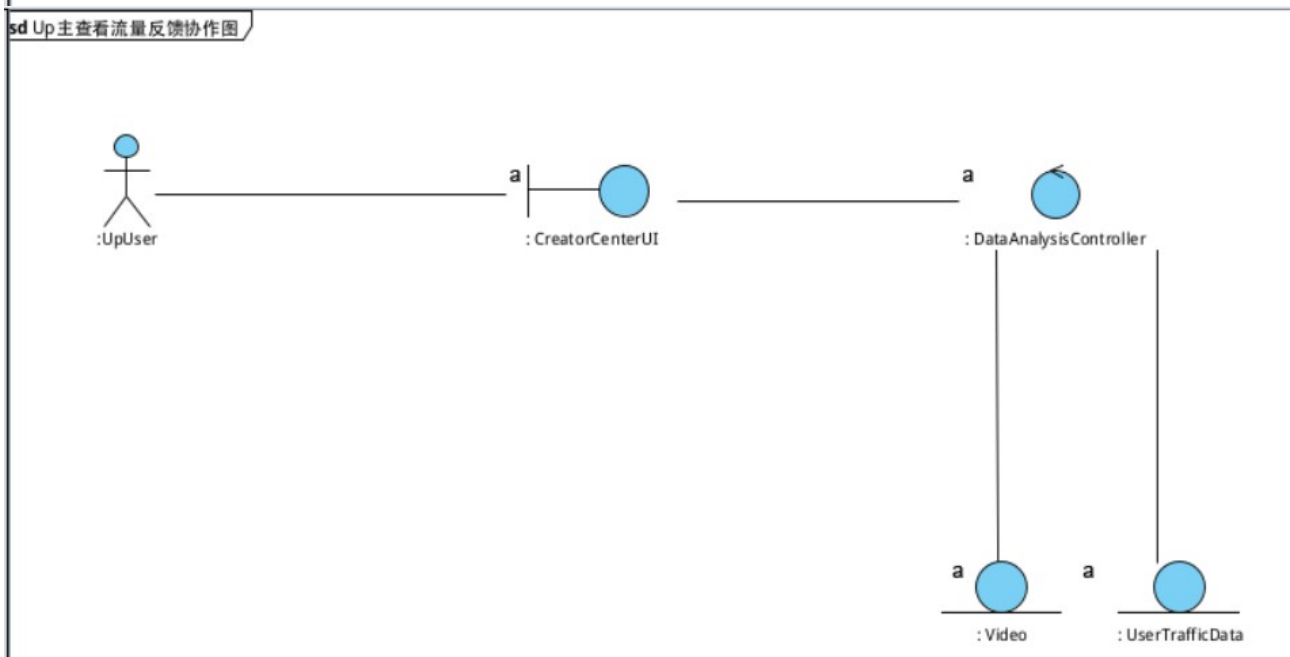 sd Up主查看流量反馈协作图
a
a
:UpUser
: CreatorCenterUI
: DataAnalysisController
a
a
: Video
: UserTrafficData